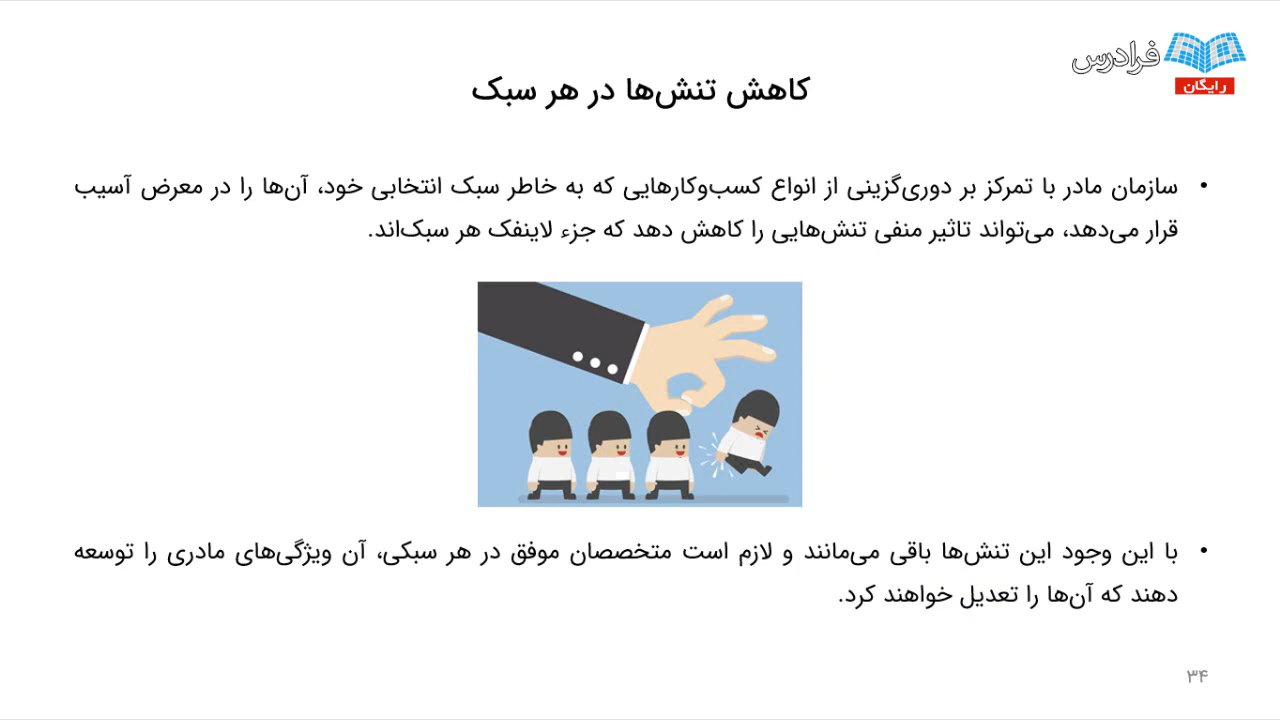 فرادرس
رایگان
کاهش تنش‌ها در هر سبک
• سازمان مادر با تمرکز بر دوری‌گزینی از انواع کسب‌وکارهایی که به خاطر سبک انتخابی خود، آن‌ها را در معرض آسیب
قرار می‌دهد، می‌تواند تاثیر منفی تنش‌هایی را کاهش دهد که جزء لاینفک هر سبک‌اند.
• با این وجود این تنش‌ها باقی می‌مانند و لازم است متخصصان موفق در هر سبکی، آن ویژگی‌های مادری را توسعه
دهند که آن‌ها را تعدیل خواهند کرد.
۳۴